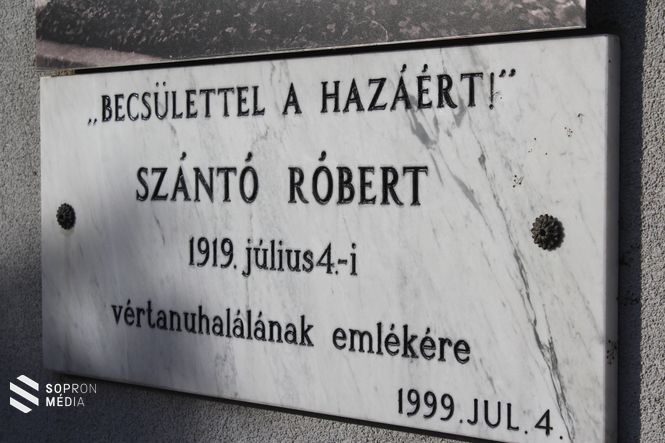 „BECSÜLETTEL A HAZÁÉRT!“
SZÁNTÓ RÓBERT
1919. július 4.-i
vértanuhalálának emlékére
1999. JUL. 4.
SOPRON
MÉDIA